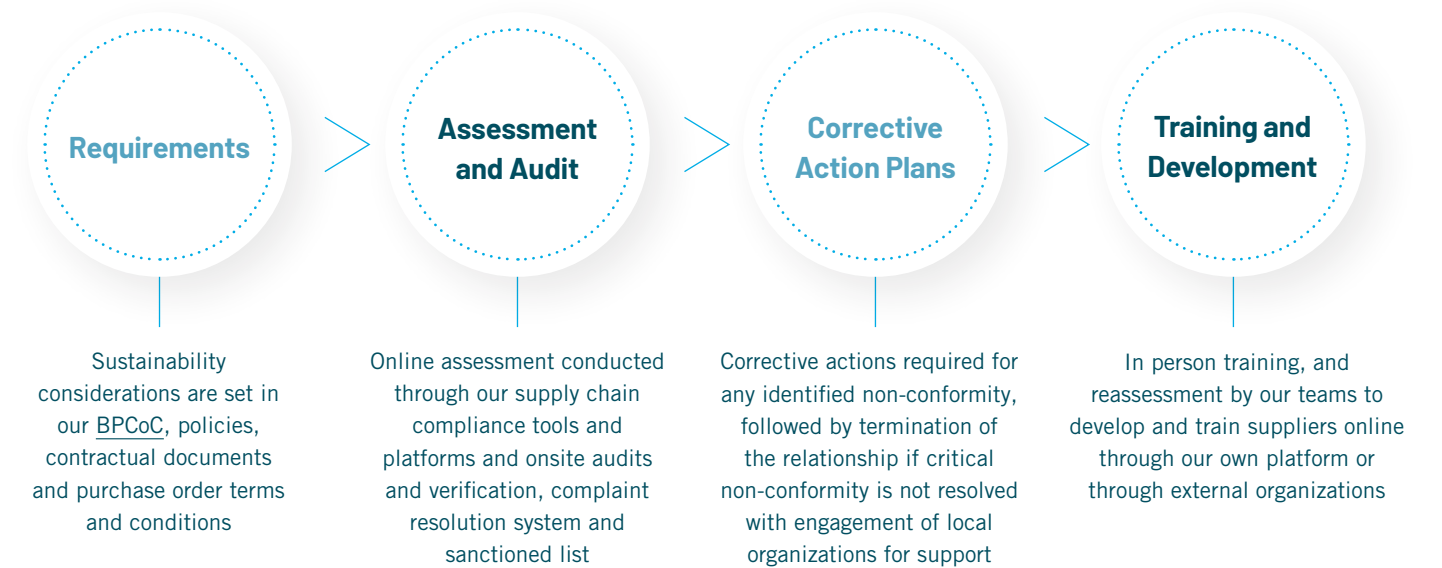 Requirements
Assessment
and Audit
Corrective
Action Plans
Training and
Development
Sustainability
considerations are set in
our BPCoC, policies,
contractual documents
and purchase order terms
and conditions
Online assessment conducted
through our supply chain
compliance tools and
platforms and onsite audits
and verification, complaint
resolution system and
sanctioned list
Corrective actions required for
any identified non-conformity,
followed by termination of
the relationship if critical
non-conformity is not resolved
with engagement of local
organizations for support
In person training, and
reassessment by our teams to
develop and train suppliers online
through our own platform or
through external organizations